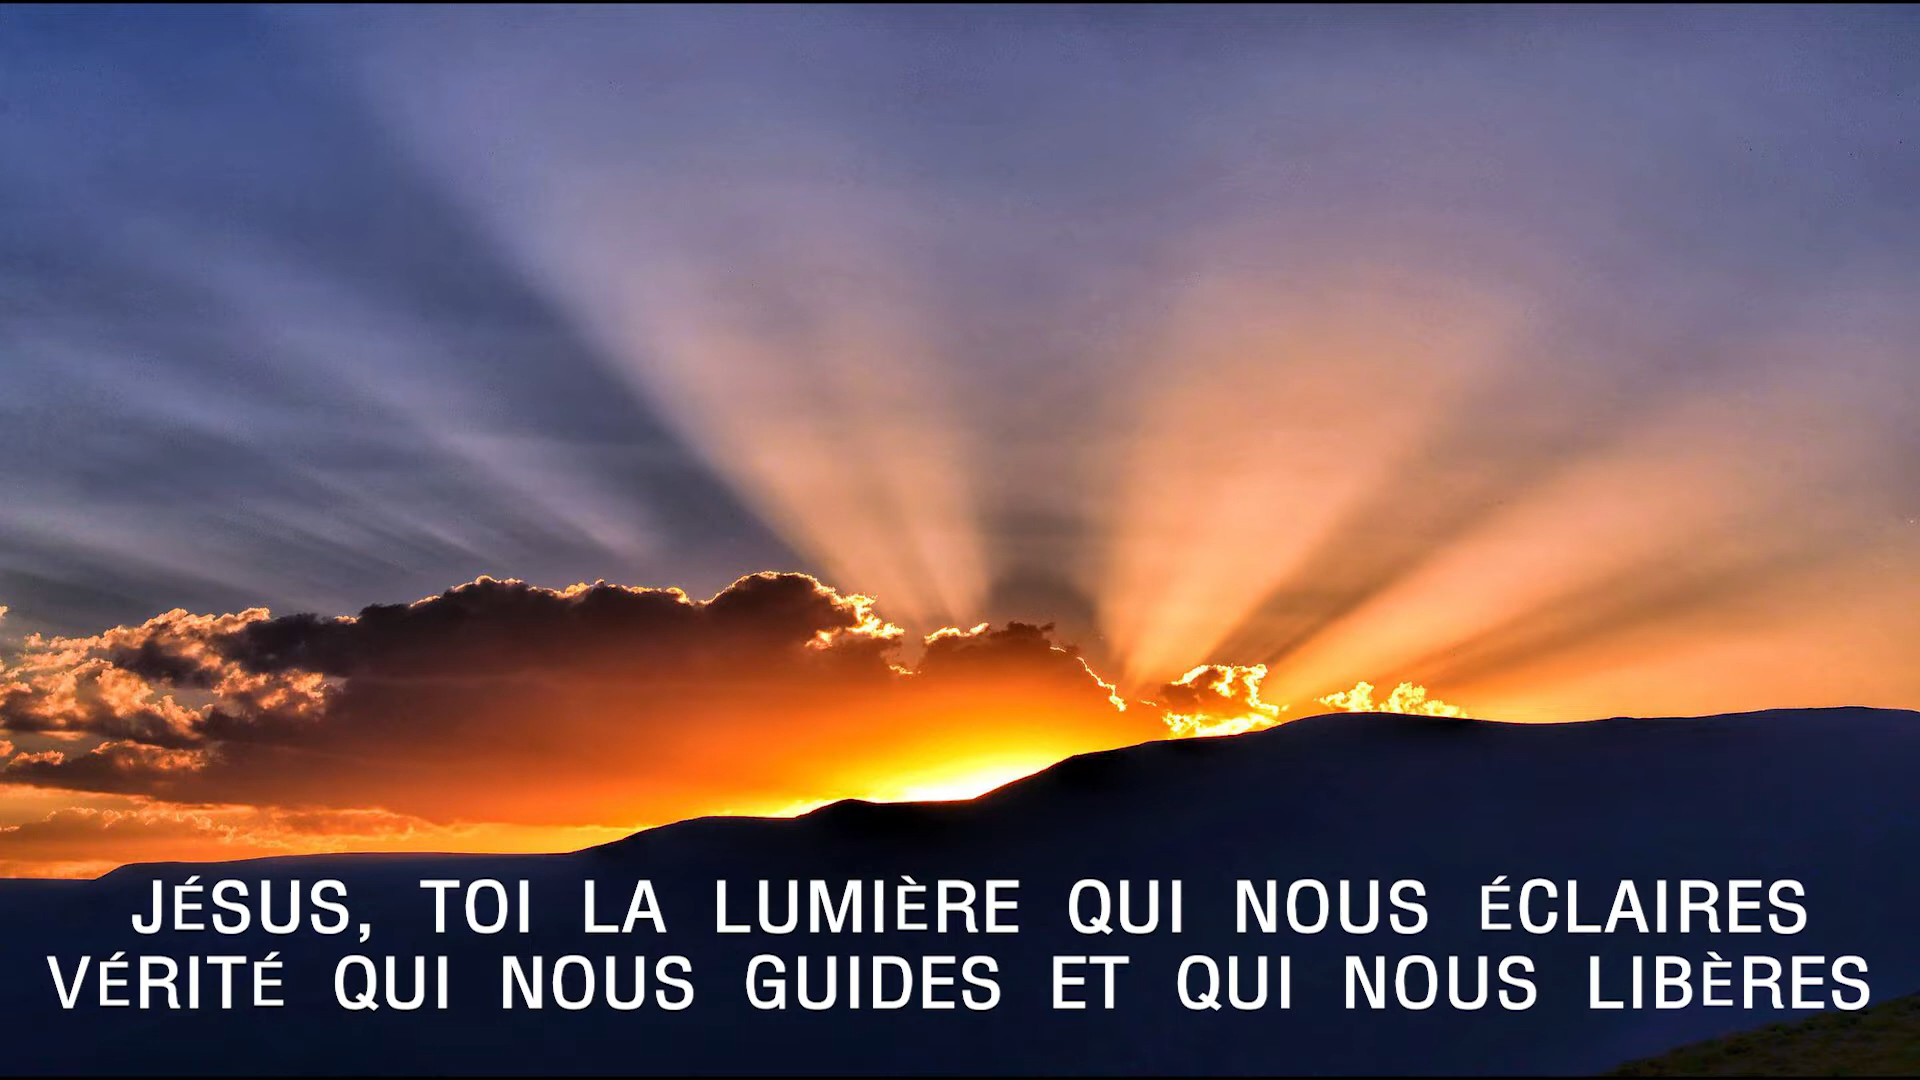 JÉSUS, TOI LA LUMIÈRE QUI NOUS ÉCLAIRES
VÉRITÉ QUI NOUS GUIDES ET QUI NOUS LIBÈRES